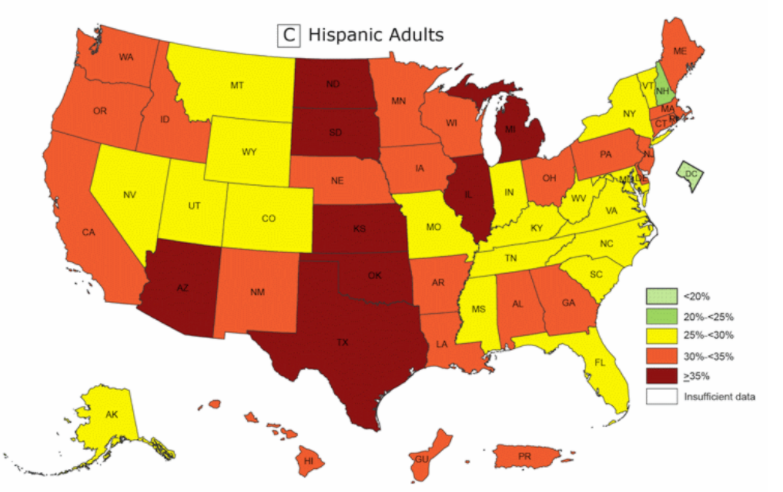 C Hispanic Adults
WA
MT
ND
MN
ME
OR
ID
SD
WI
MI
VT
NH
NY
MA
CT
WY
NE
IA
PA
NJ
NV
UT
CO
IL
IN
OH
DC
CA
KS
MO
KY
WV
VA
AZ
NM
OK
AR
TN
NC
SC
TX
LA
MS
AL
GA
FL
AK
HI
GU
PR
<20%
20%-<25%
25%-<30%
30%-<35%
≥35%
Insufficient data